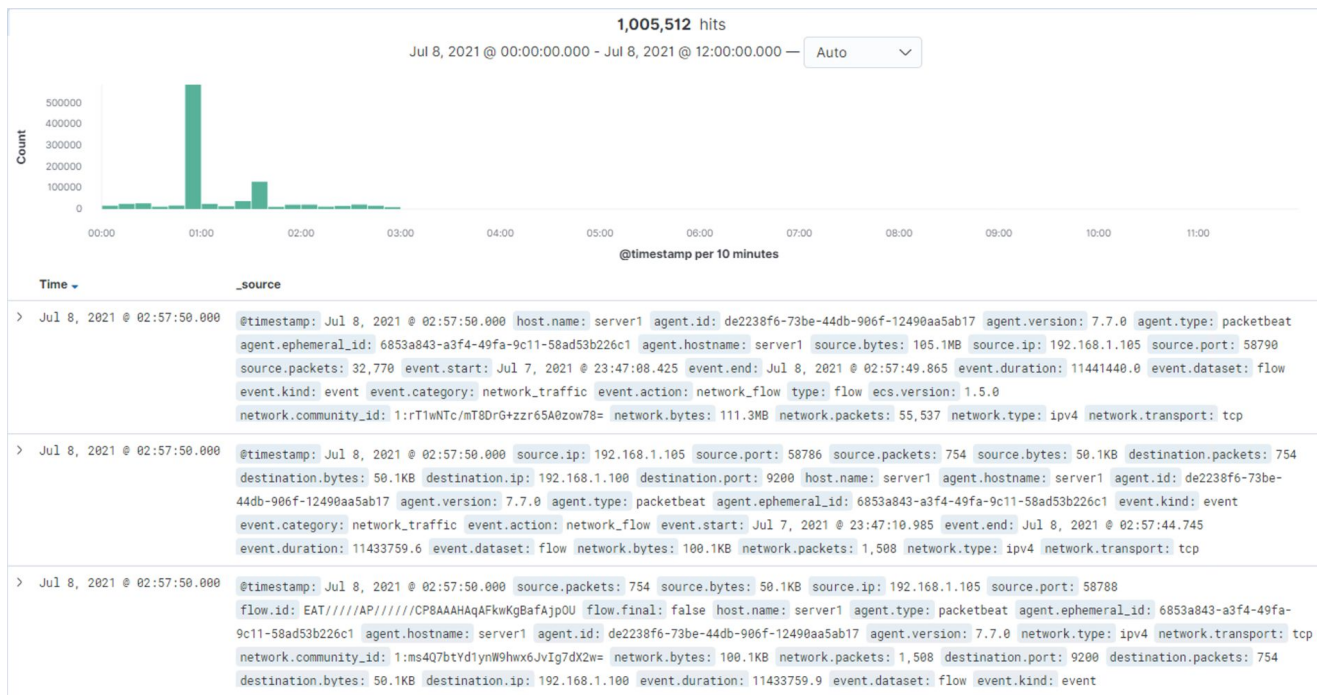 1,005,512 hits
Jul 8, 2021 @ 00:00:00.000 - Jul 8, 2021 @ 12:00:00.000 — Auto
Count
500000
400000
300000
200000
100000
0
00:00 01:00 02:00 03:00 04:00 05:00 06:00 07:00 08:00 09:00 10:00 11:00
@timestamp per 10 minutes
Time _source
Jul 8, 2021 @ 02:57:50.000 @timestamp: Jul 8, 2021 @ 02:57:50.000 host.name: server1 agent.id: de2238f6-73be-44db-906f-12490aa5ab17 agent.version: 7.7.0 agent.type: packetbeat
agent.ephemeral_id: 6853a843-a3f4-49fa-9c11-58ad53b226c1 agent.hostname: server1 source.bytes: 105.1MB source.ip: 192.168.1.105 source.port: 58790
source.packets: 32,770 event.start: Jul 7, 2021 @ 23:47:08.425 event.end: Jul 8, 2021 @ 02:57:49.865 event.duration: 11441440.0 event.dataset: flow
event.kind: event event.category: network_traffic event.action: network_flow type: flow ecs.version: 1.5.0
network.community_id: 1:rT1wNTc/mT8DrG+zzr65A0zow78= network.bytes: 111.3MB network.packets: 55,537 network.type: ipv4 network.transport: tcp
Jul 8, 2021 @ 02:57:50.000 @timestamp: Jul 8, 2021 @ 02:57:50.000 source.ip: 192.168.1.105 source.port: 58786 source.packets: 754 source.bytes: 50.1KB destination.packets: 754
destination.bytes: 50.1KB destination.ip: 192.168.1.100 destination.port: 9200 host.name: server1 agent.hostname: server1 agent.id: de2238f6-73be-
44db-906f-12490aa5ab17 agent.version: 7.7.0 agent.type: packetbeat agent.ephemeral_id: 6853a843-a3f4-49fa-9c11-58ad53b226c1 event.kind: event
event.category: network_traffic event.action: network_flow event.start: Jul 7, 2021 @ 23:47:10.985 event.end: Jul 8, 2021 @ 02:57:44.745
event.duration: 11433759.6 event.dataset: flow network.bytes: 100.1KB network.packets: 1,508 network.type: ipv4 network.transport: tcp
Jul 8, 2021 @ 02:57:50.000 @timestamp: Jul 8, 2021 @ 02:57:50.000 source.packets: 754 source.bytes: 50.1KB source.ip: 192.168.1.105 source.port: 58788
flow.id: EAT/////AP//////CP8AAAHAqAFkwKgBafAjpOU flow.final: false host.name: server1 agent.type: packetbeat agent.ephemeral_id: 6853a843-a3f4-49fa-
9c11-58ad53b226c1 agent.hostname: server1 agent.id: de2238f6-73be-44db-906f-12490aa5ab17 agent.version: 7.7.0 network.type: ipv4 network.transport: tcp
network.community_id: 1:ms4Q7btYd1ynW9hwx6JvIg7dX2w= network.bytes: 100.1KB network.packets: 1,508 destination.port: 9200 destination.packets: 754
destination.bytes: 50.1KB destination.ip: 192.168.1.100 event.duration: 11433759.9 event.dataset: flow event.kind: event